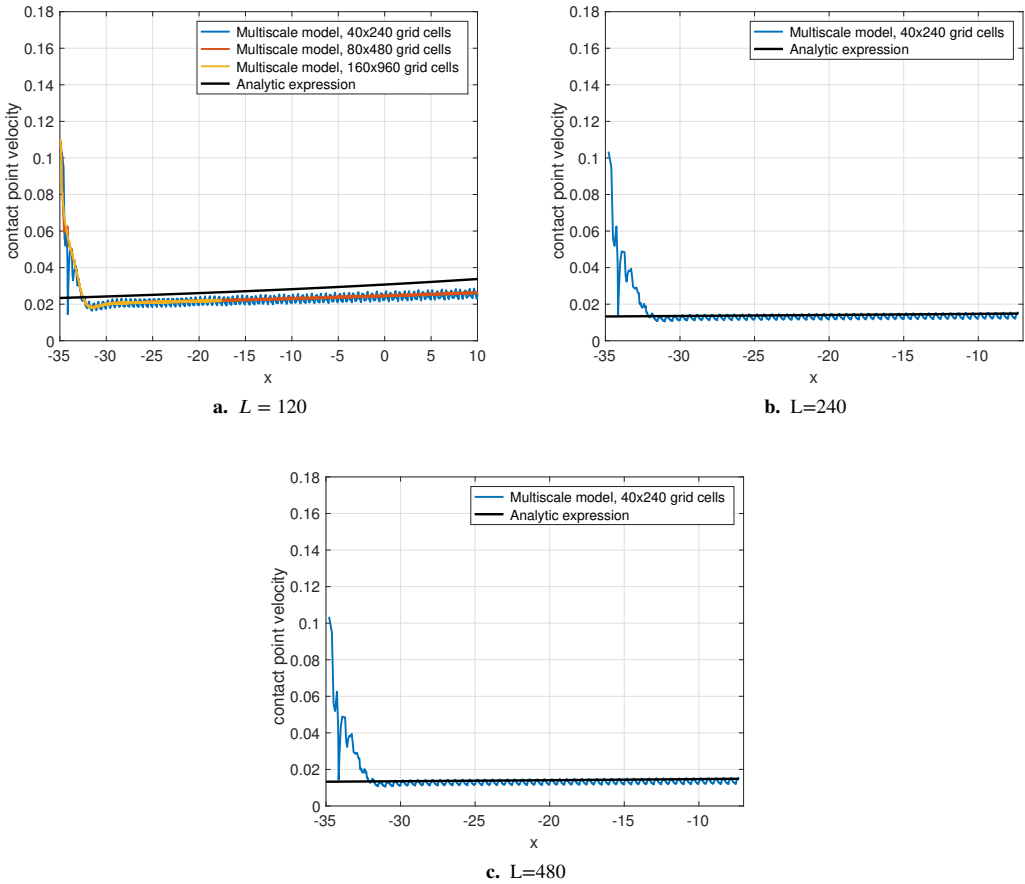 0.18
0.16
0.14
0.12
0.1
0.08
0.06
0.04
0.02
0
contact point velocity
Multiscale model, 40x240 grid cells
Multiscale model, 80x480 grid cells
Multiscale model, 160x960 grid cells
Analytic expression
-35 -30 -25 -20 -15 -10 -5 0 5 10
x
a. L = 120
0.18
0.16
0.14
0.12
0.1
0.08
0.06
0.04
0.02
0
contact point velocity
Multiscale model, 40x240 grid cells
Analytic expression
-35 -30 -25 -20 -15 -10
x
b. L=240
0.18
0.16
0.14
0.12
0.1
0.08
0.06
0.04
0.02
0
contact point velocity
Multiscale model, 40x240 grid cells
Analytic expression
-35 -30 -25 -20 -15 -10
x
c. L=480